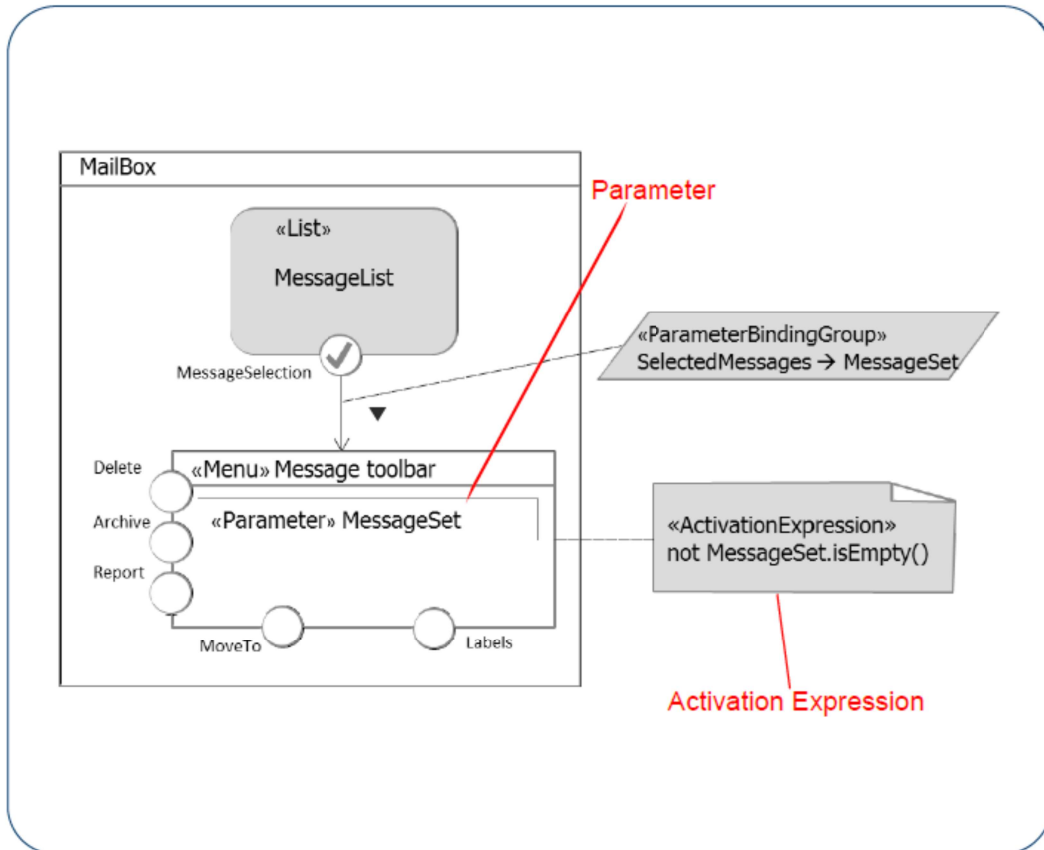 MailBox
Parameter
«List»
MessageList
«ParameterBindingGroup»
SelectedMessages → MessageSet
MessageSelection
Delete
«Menu» Message toolbar
Archive
«Parameter» MessageSet
«ActivationExpression»
not MessageSet.isEmpty()
Report
MoveTo
Labels
Activation Expression